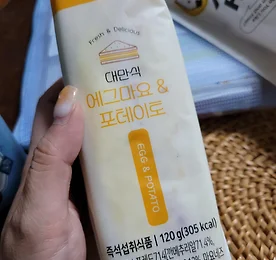 Fresh & Delicious
대만식
에그마요 &
포테이토
EGG & POTATO
즉석섭취식품 | 120 g(305 kcal)